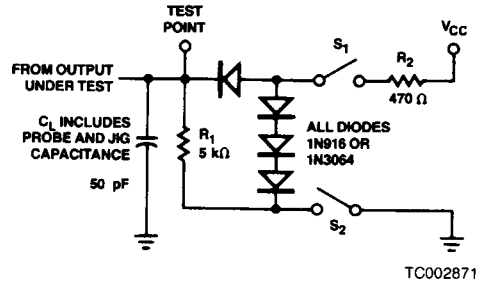 TEST
POINT
S1
VCC
R2
FROM OUTPUT
UNDER TEST
470 Ω
CL INCLUDES
PROBE AND JIG
CAPACITANCE
R1
5 kΩ
ALL DIODES
1N916 OR
1N3064
50 pF
S2
TC002871